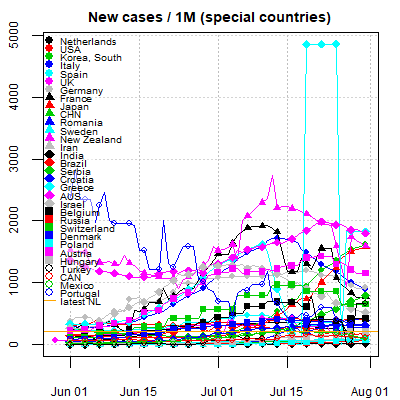 New cases / 1M (special countries)
5000
4000
3000
2000
1000
0
Netherlands
USA
Korea, South
Italy
Spain
UK
Germany
France
Japan
CHN
Romania
Sweden
New Zealand
Iran
India
Brazil
Serbia
Croatia
Greece
AUS
Israel
Belgium
Russia
Switzerland
Denmark
Poland
Austria
Hungary
Turkey
CAN
Mexico
Portugal
latest NL
Jun 01
Jun 15
Jul 01
Jul 15
Aug 01